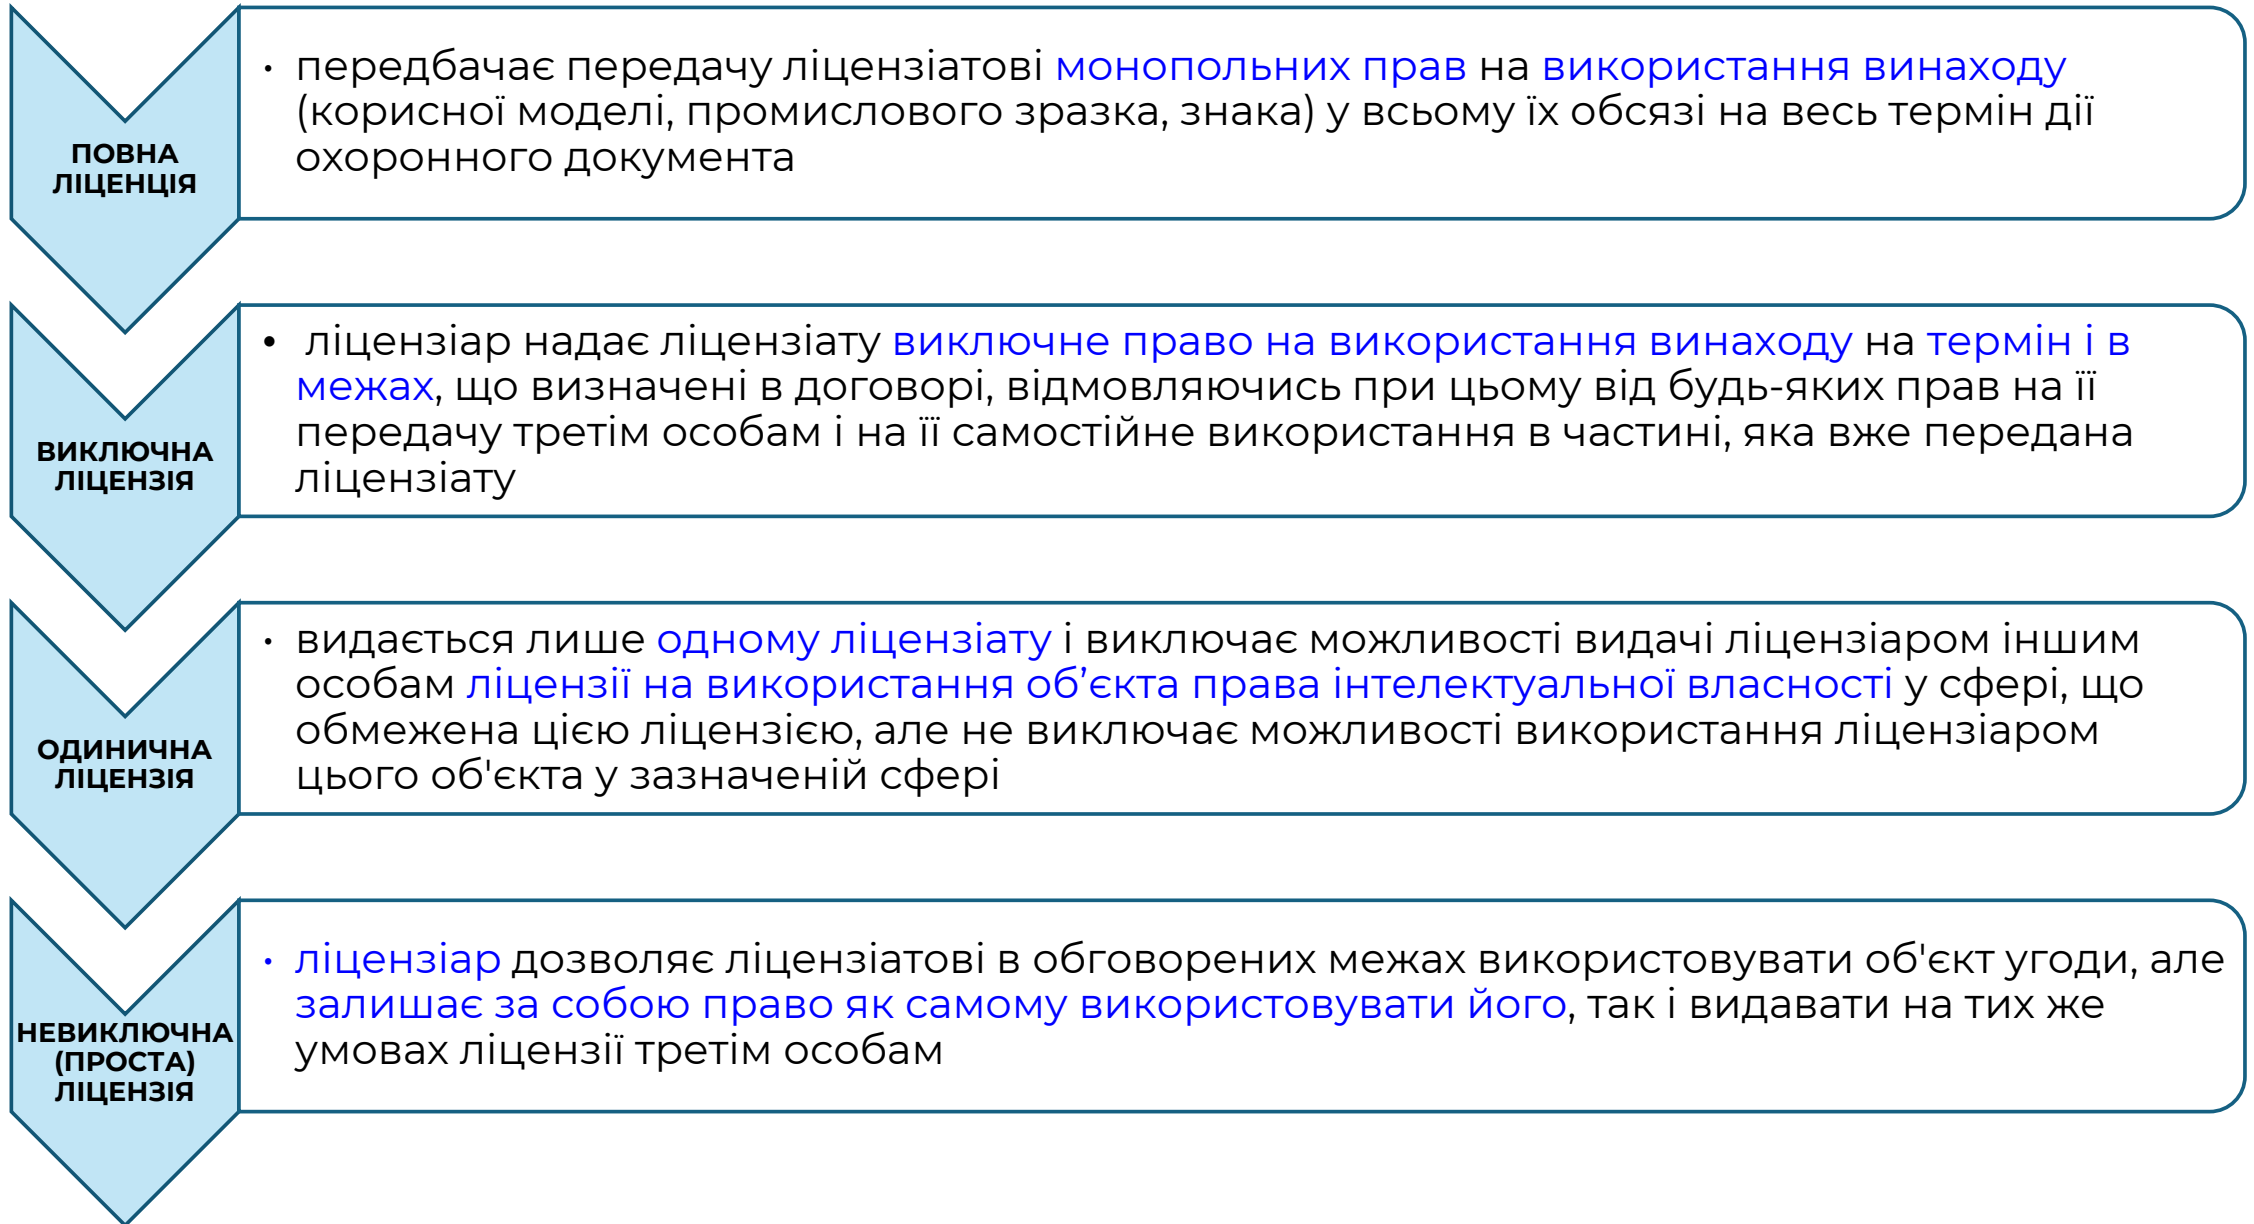 ПОВНА
ЛІЦЕНЦІЯ
· передбачає передачу ліцензіатові монопольних прав на використання винаходу
(корисної моделі, промислового зразка, знака) у всьому їх обсязі на весь термін дії
охоронного документа
ВИКЛЮЧНА
ЛІЦЕНЗІЯ
• ліцензіар надає ліцензіату виключне право на використання винаходу на термін і в
межах, що визначені в договорі, відмовляючись при цьому від будь-яких прав на її
передачу третім особам і на її самостійне використання в частині, яка вже передана
ліцензіату
ОДИНИЧНА
ЛІЦЕНЗІЯ
· видається лише одному ліцензіату і виключає можливості видачі ліцензіаром іншим
особам ліцензії на використання об’єкта права інтелектуальної власності у сфері, що
обмежена цією ліцензією, але не виключає можливості використання ліцензіаром
цього об'єкта у зазначеній сфері
НЕВИКЛЮЧНА
(ПРОСТА)
ЛІЦЕНЗІЯ
· ліцензіар дозволяє ліцензіатові в обговорених межах використовувати об'єкт угоди, але
залишає за собою право як самому використовувати його, так і видавати на тих же
умовах ліцензії третім особам